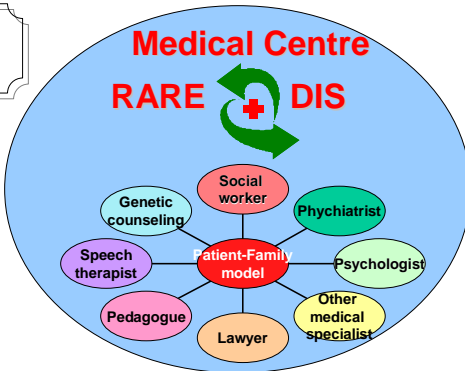 Medical Centre
RARE DIS
Social
worker
Genetic
counseling
Phychiatrist
Speech
therapist
Patient-Family
model
Psychologist
Pedagogue
Other
medical
specialist
Lawyer